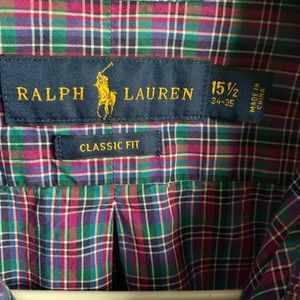 RALPH LAUREN
15½
34-35
MADE IN
CHINA
CLASSIC FIT